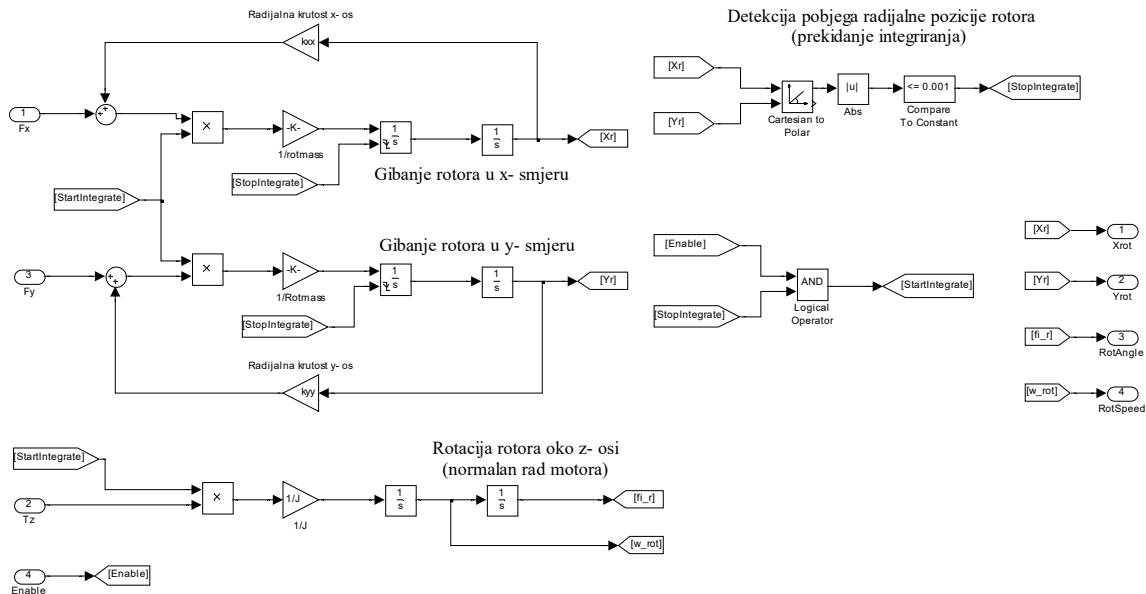 Radijalna krutost x- os
kxx
1
Fx
++
×
-K-
1/rotmass
1
s
1
s
[Xr]
[StopIntegrate]
Gibanje rotora u x- smjeru
[StartIntegrate]
3
Fy
++
×
-K-
1/Rotmass
Gibanje rotora u y- smjeru
1
s
1
s
[Yr]
[StopIntegrate]
Radijalna krutost y- os
kyy
Rotacija rotora oko z- osi
(normalan rad motora)
[StartIntegrate]
2
Tz
×
1/J
1/J
1
s
1
s
[fi_r]
[w_rot]
4
Enable
[Enable]
Detekcija pobjega radijalne pozicije rotora
(prekidanje integriranja)
[Xr]
[Yr]
Cartesian to
Polar
|u|
Abs
<= 0.001
Compare
To Constant
[StopIntegrate]
[Enable]
[StopIntegrate]
AND
Logical
Operator
[StartIntegrate]
[Xr]
1
Xrot
[Yr]
2
Yrot
[fi_r]
3
RotAngle
[w_rot]
4
RotSpeed